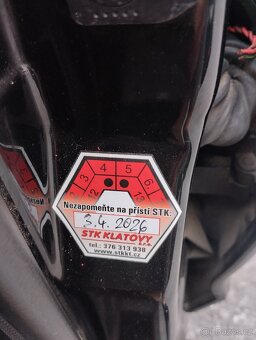 4 5
3 6
2
Nezapomeňte na příští STK:
3.4. 2026
STK KLATOVY s.r.o.
tel.: 376 313 938
www.stkkt.cz